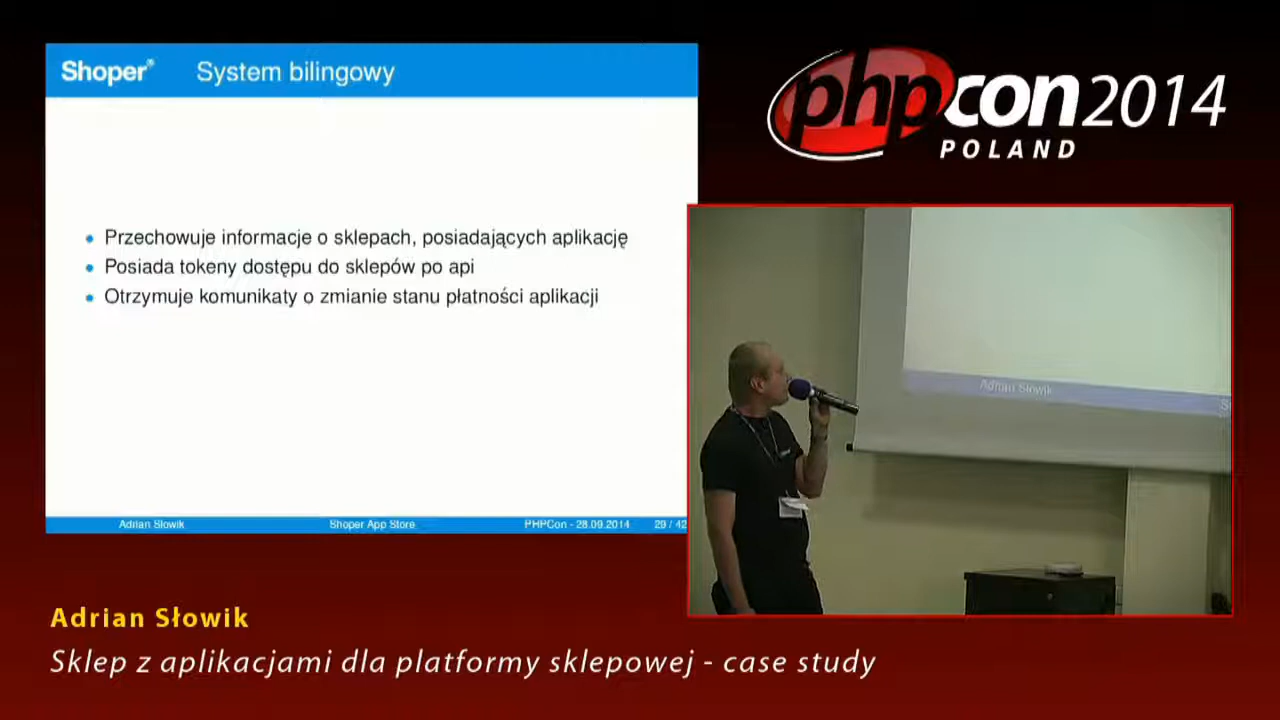 Shoper® System bilingowy
phpcon2014
POLAND
Przechowuje informacje o sklepach, posiadających aplikację
Posiada tokeny dostępu do sklepów po api
Otrzymuje komunikaty o zmianie stanu płatności aplikacji
Adrian Słowik
Adrian Słowik Shoper App Store PHPCon - 28.09.2014 29 / 42
Adrian Słowik
Sklep z aplikacjami dla platformy sklepowej - case study